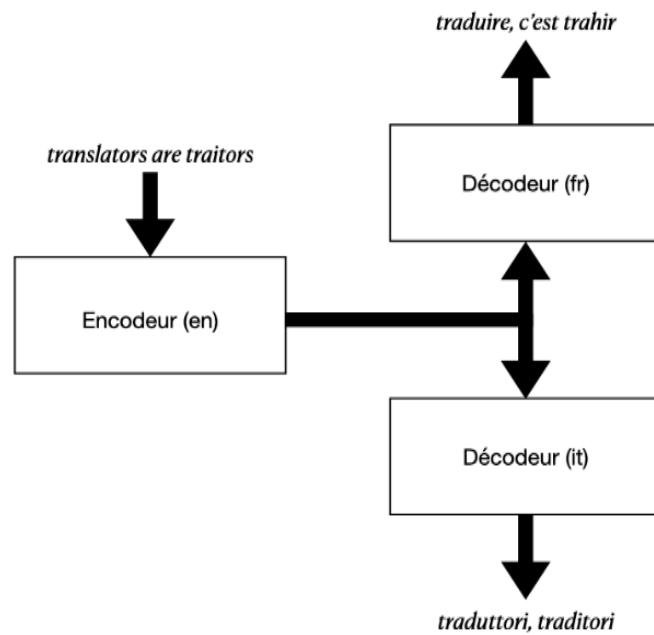 traduire, c'est trahir
translators are traitors
Décodeur (fr)
Encodeur (en)
Décodeur (it)
traduttori, traditori